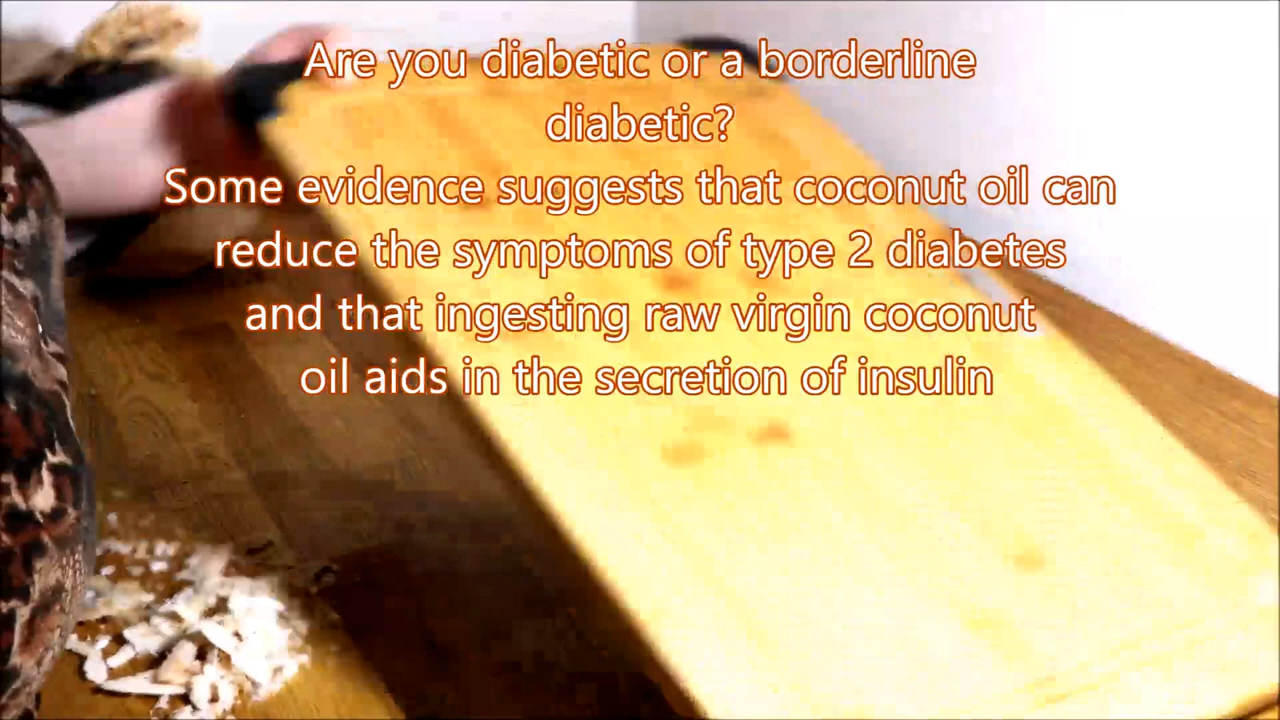 Are you diabetic or a borderline
diabetic?
Some evidence suggests that coconut oil can
reduce the symptoms of type 2 diabetes
and that ingesting raw virgin coconut
oil aids in the secretion of insulin